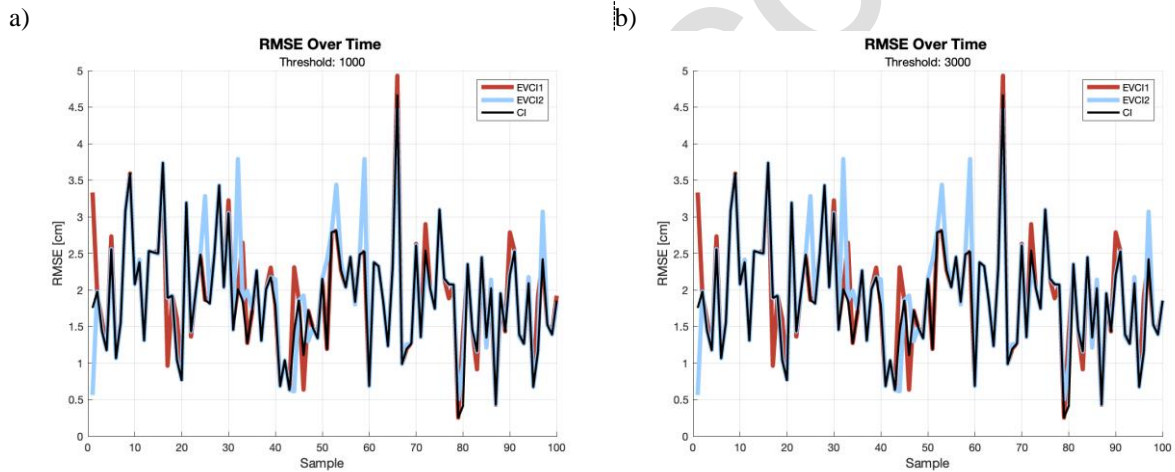 a)
RMSE Over Time
Threshold: 1000
EVCI1
EVCI2
CI
5
4.5
4
3.5
3
2.5
2
1.5
1
0.5
0
RMSE [cm]
0 10 20 30 40 50 60 70 80 90 100
Sample
b)
RMSE Over Time
Threshold: 3000
EVCI1
EVCI2
CI
5
4.5
4
3.5
3
2.5
2
1.5
1
0.5
0
RMSE [cm]
0 10 20 30 40 50 60 70 80 90 100
Sample